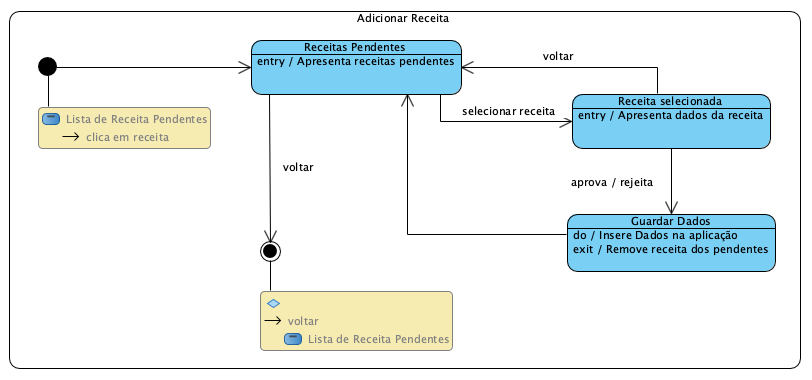 Adicionar Receita
Receitas Pendentes
entry / Apresenta receitas pendentes
voltar
Lista de Receita Pendentes
clica em receita
selecionar receita
Receita selecionada
entry / Apresenta dados da receita
voltar
aprova / rejeita
Guardar Dados
do / Insere Dados na aplicação
exit / Remove receita dos pendentes
voltar
Lista de Receita Pendentes